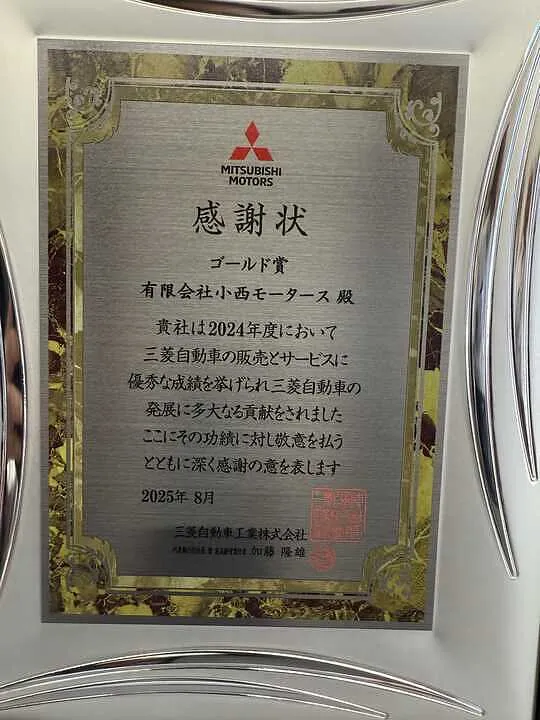 MITSUBISHI
MOTORS
感謝状
ゴールド賞
有限会社小西モータース 殿
貴社は2024年度において
三菱自動車の販売とサービスに
優秀な成績を挙げられ三菱自動車の
発展に多大なる貢献をされました
ここにその功績に対し敬意を払う
とともに深く感謝の意を表します
2025年 8月
三菱自動車工業株式会社
加藤 隆雄